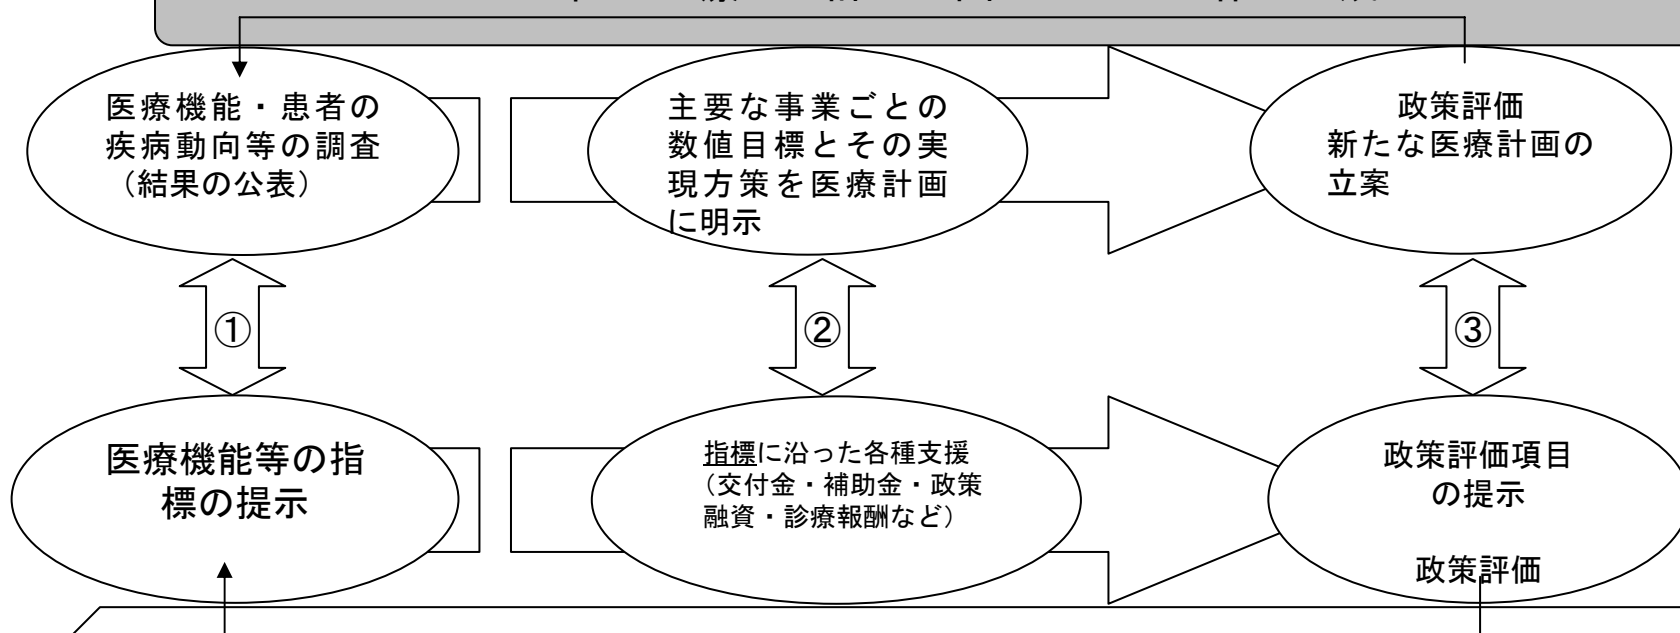 医療機能・患者の
疾病動向等の調査
（結果の公表）
主要な事業ごとの
数値目標とその実
現方策を医療計画
に明示
政策評価
新たな医療計画の
立案
①
②
③
医療機能等の指
標の提示
指標に沿った各種支援
（交付金・補助金・政策
融資・診療報酬など）
政策評価項目
の提示
政策評価